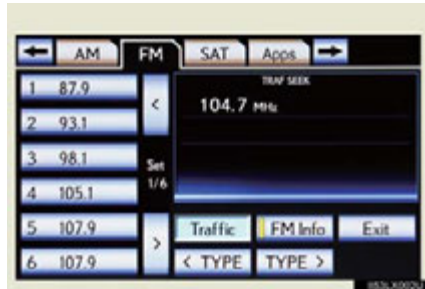 AM FM SAT Apps
1 87.9
2 93.1
3 98.1
4 105.1
5 107.9
6 107.9
<
Set
1/6
>
TRAF SEEK
104.7 MHz
Traffic FM Info Exit
< TYPE TYPE >